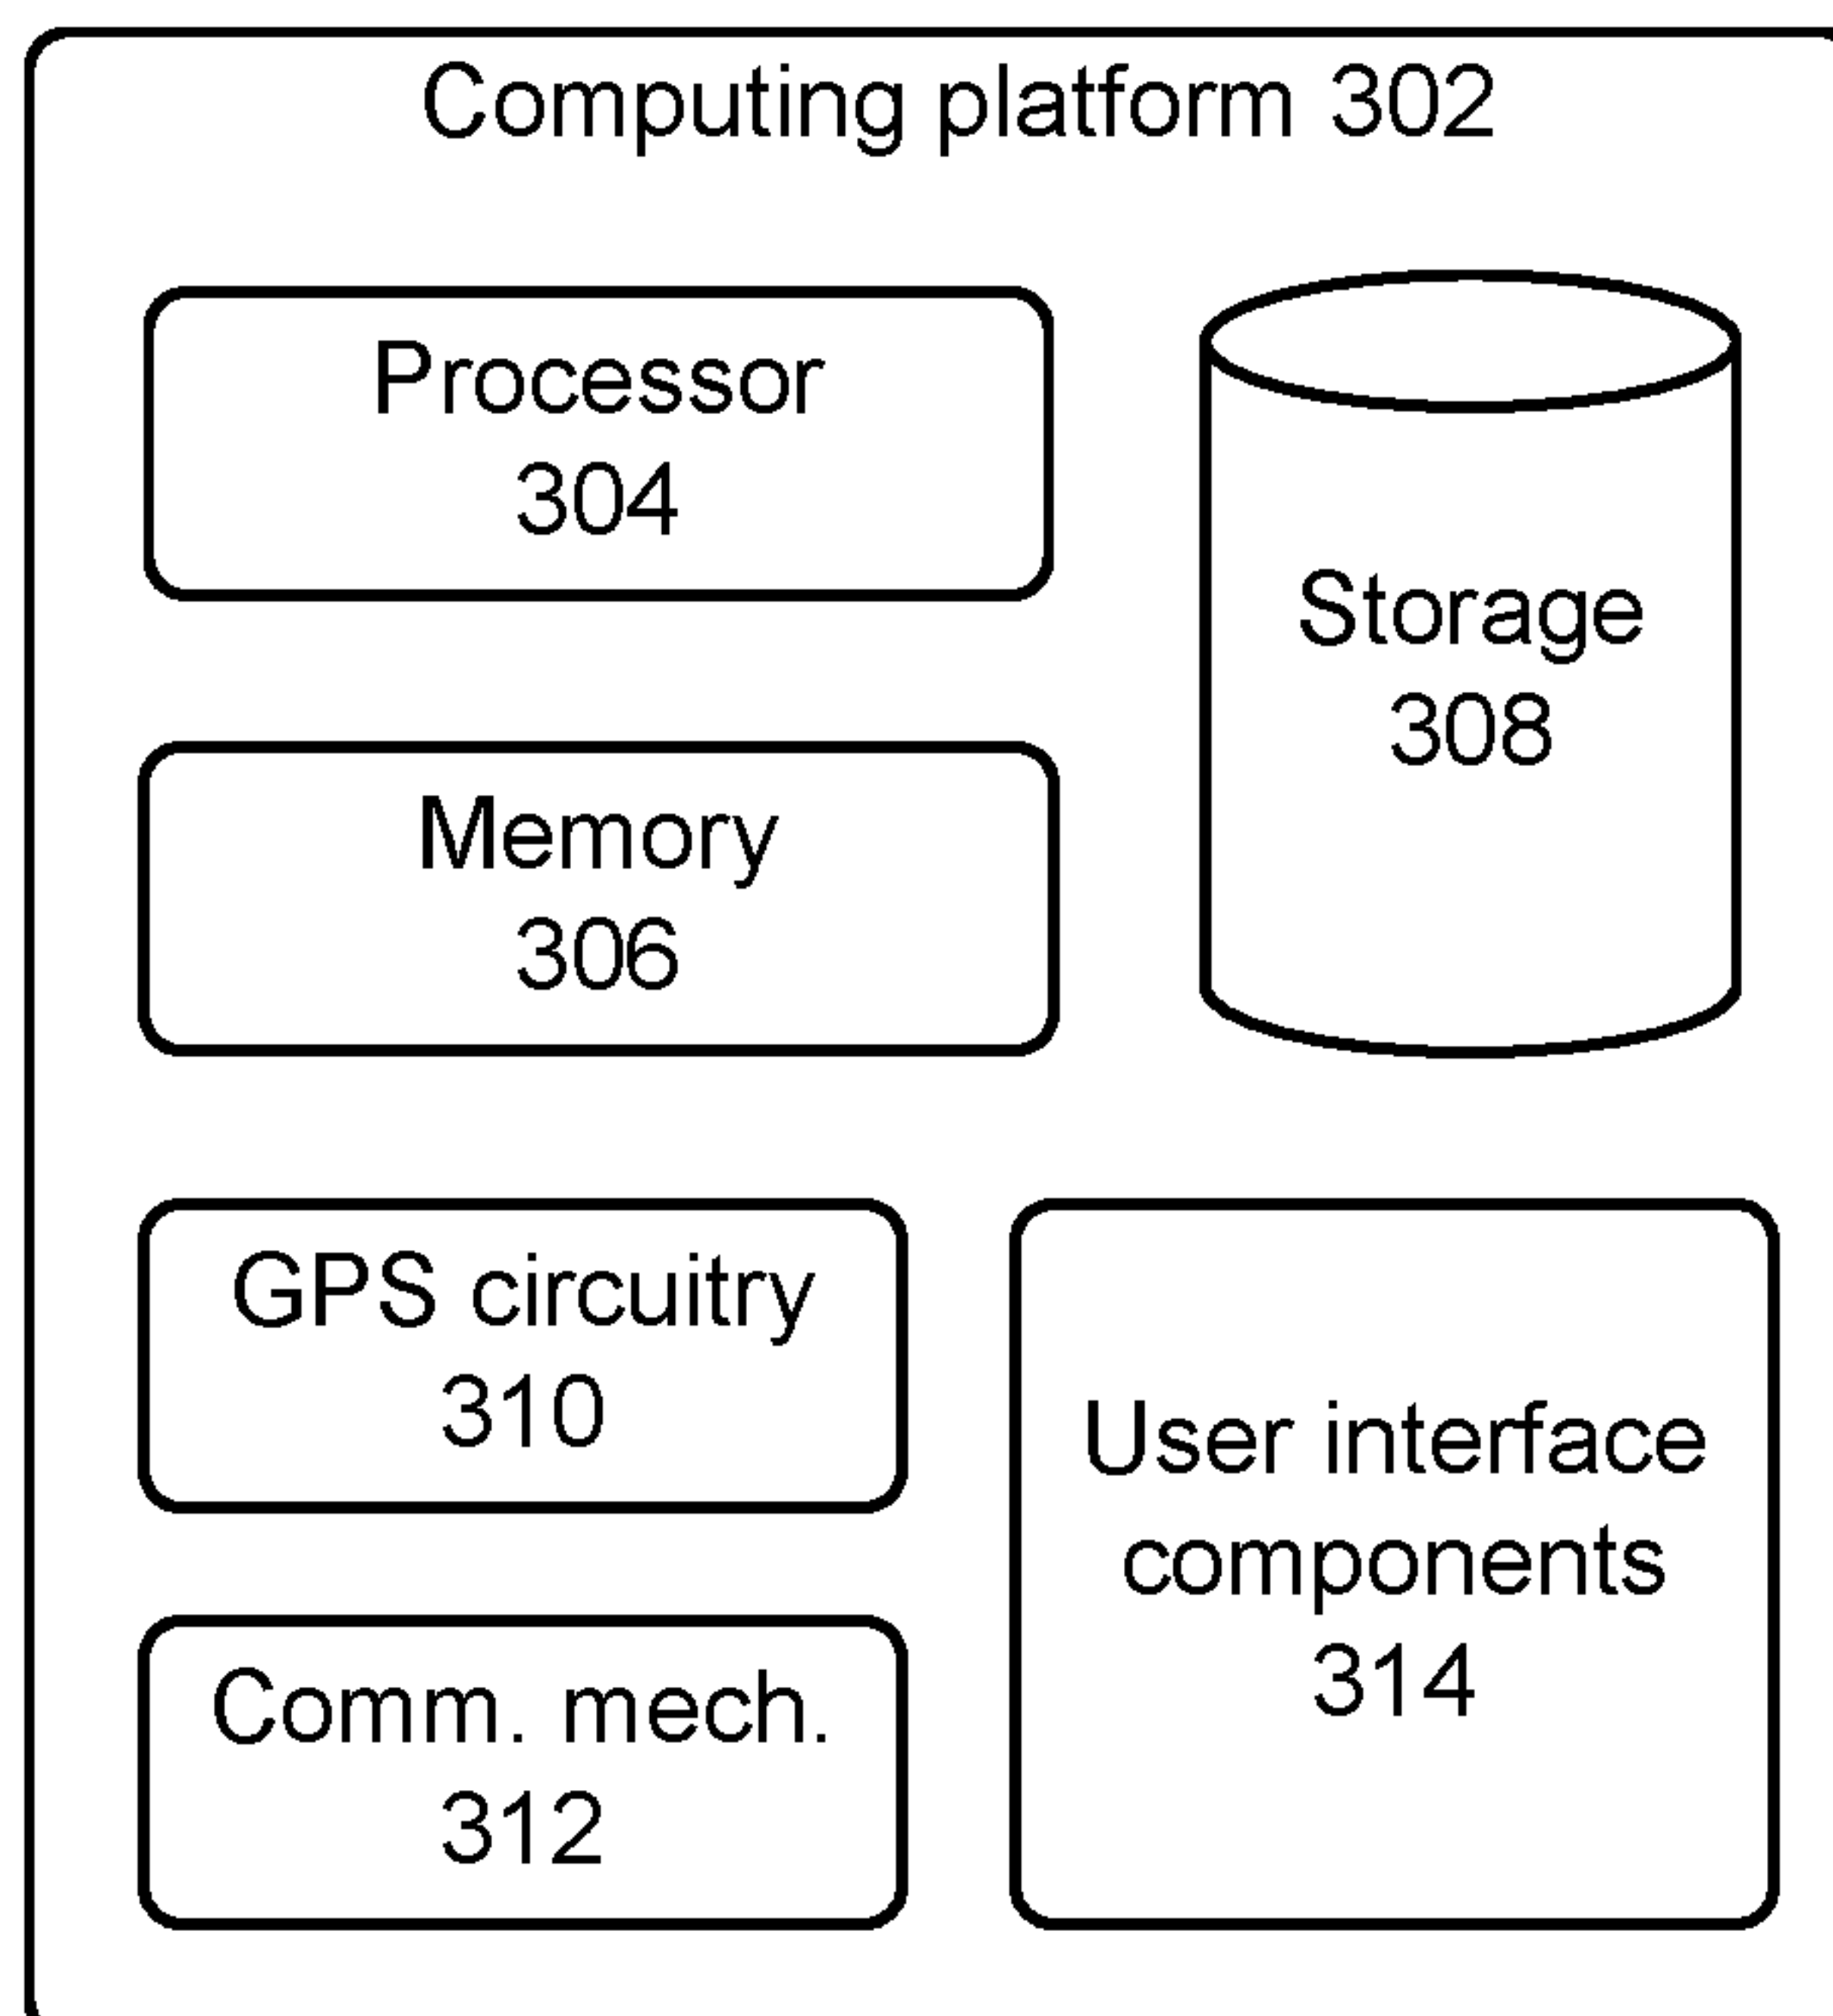 Computing platform 302
Processor
304
Storage
308
Memory
306
GPS circuitry
310
User interface
components
314
Comm. mech.
312